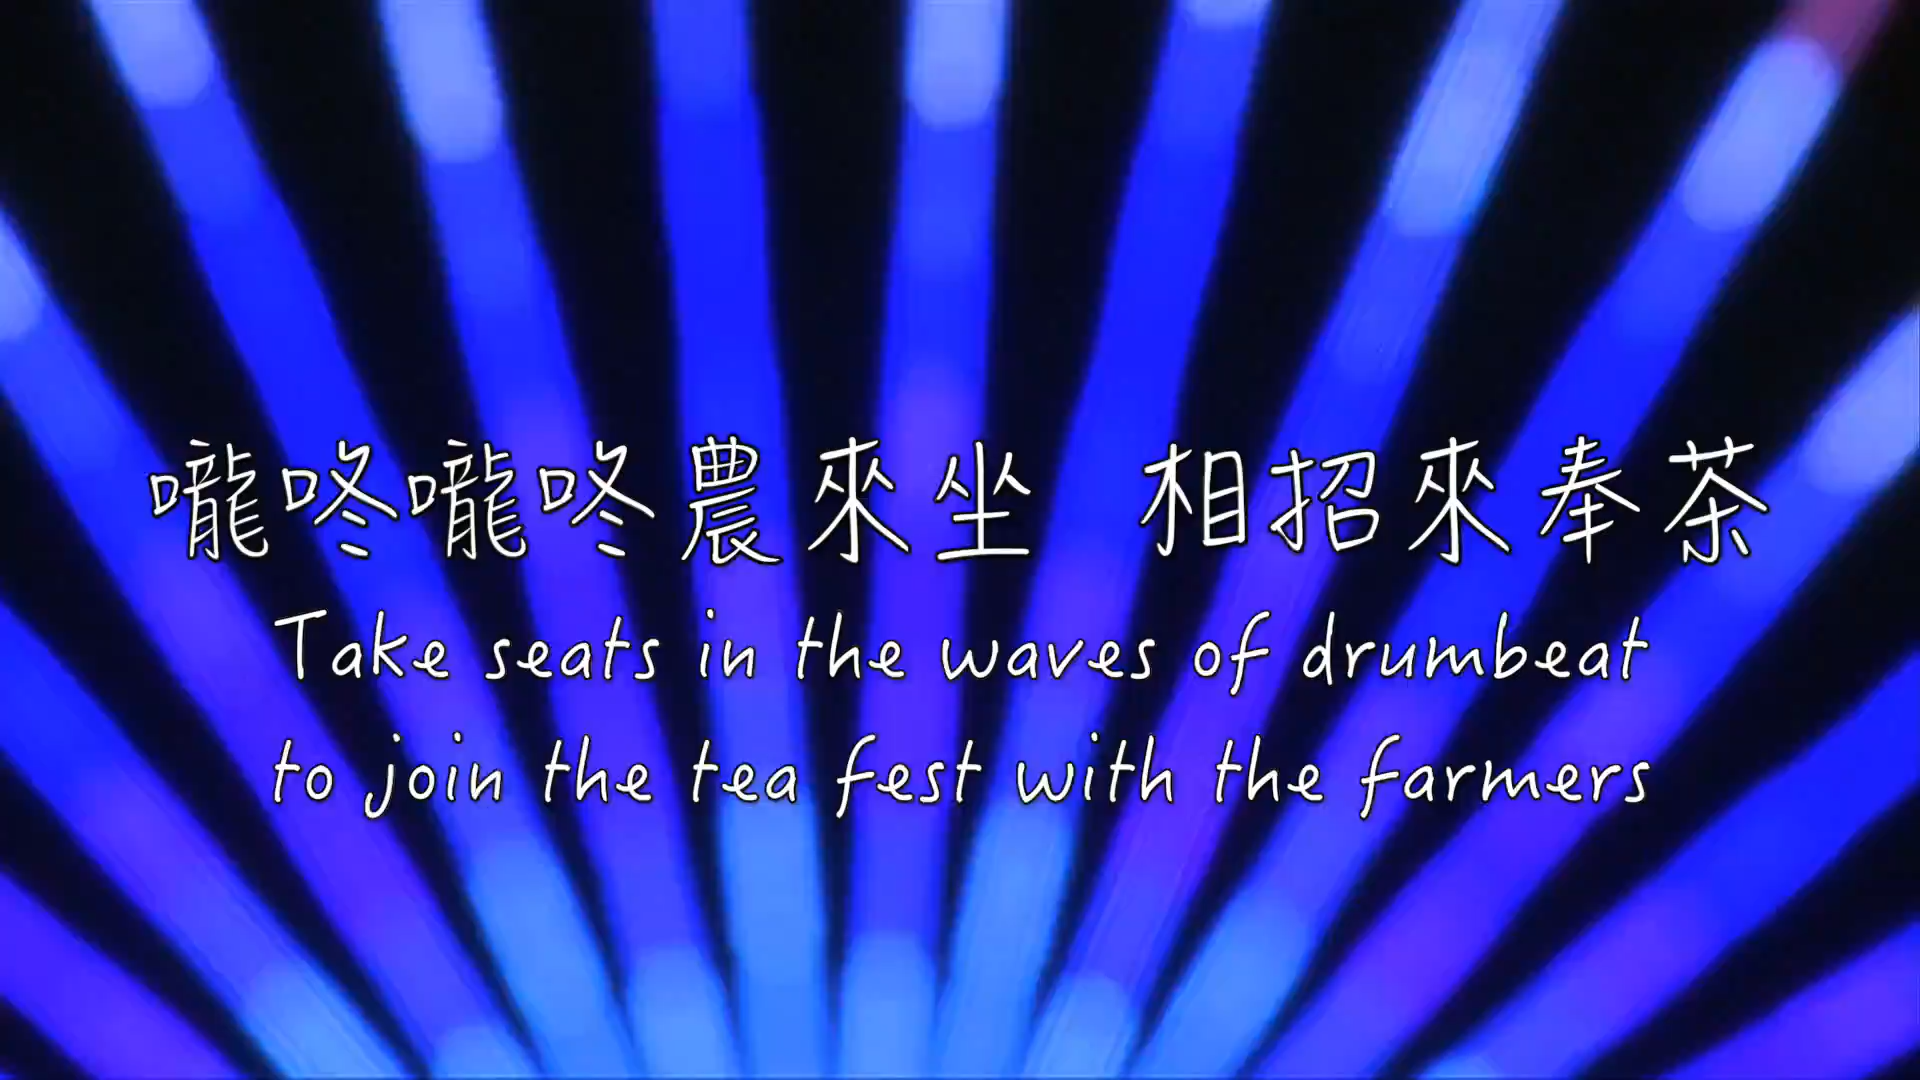 嚨咚嚨咚農來坐 相招來奉茶
Take seats in the waves of drumbeat
to join the tea fest with the farmers